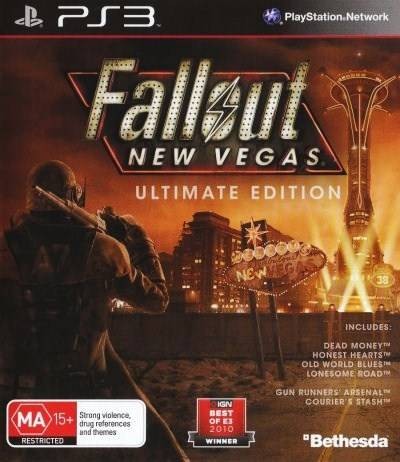 PS3
PlayStation®Network
Fallout
NEW VEGAS
ULTIMATE EDITION
NEW VEGAS
38
INCLUDES:
DEAD MONEY™
HONEST HEARTS™
OLD WORLD BLUES™
LONESOME ROAD™
GUN RUNNERS' ARSENAL™
COURIER'S STASH™
MA 15+
RESTRICTED
Strong violence,
drug references
and themes
IGN
BEST
OF E3
2010
WINNER
Bethesda